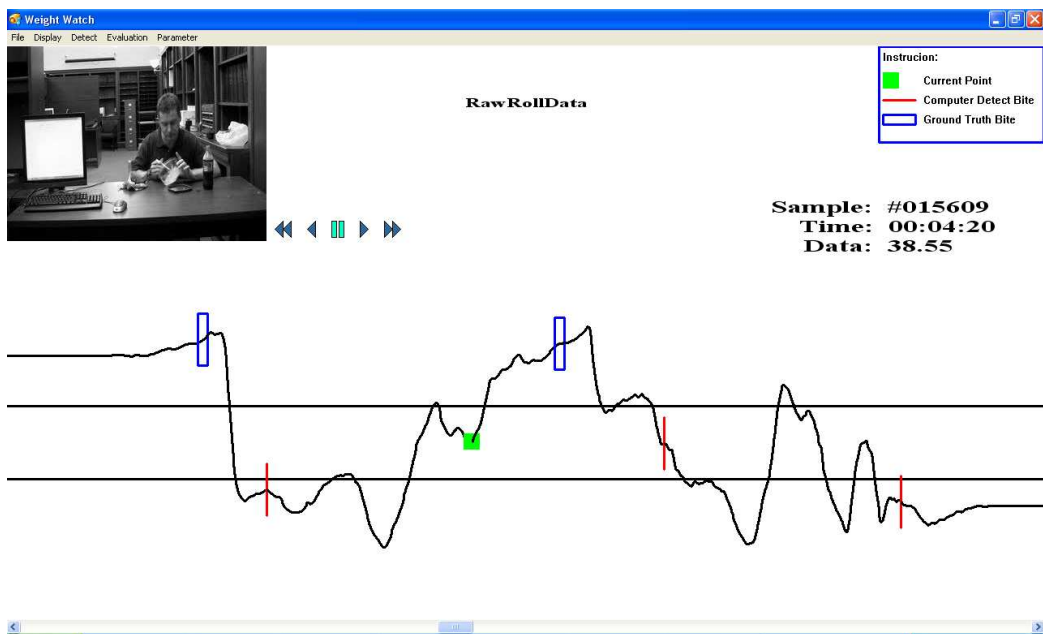 Weight Watch
File Display Detect Evaluation Parameter
Instrucion:
Current Point
Computer Detect Bite
Ground Truth Bite
RawRollData
Sample: #015609
Time: 00:04:20
Data: 38.55